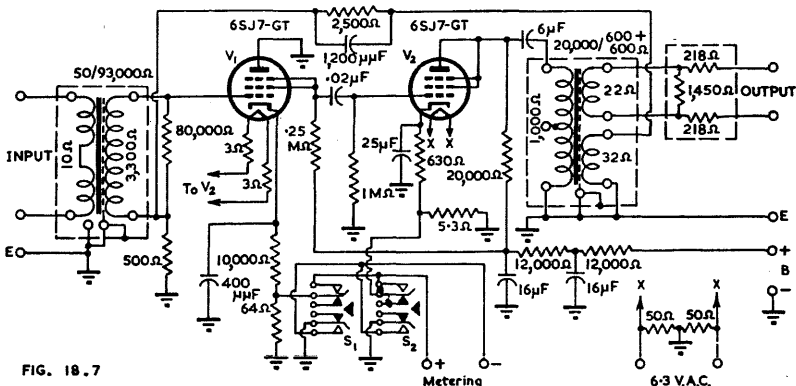 6SJ7-GT
2,500Ω
6SJ7-GT
1,200μμF
V₁
V₂
.02μF
6μF
600+
20,000/600Ω
218Ω
50/93,000Ω
80,000Ω
.25
MΩ
22Ω
1,450Ω
OUTPUT
218Ω
INPUT
10Ω
3,300Ω
3Ω
3Ω
To V₂
25μF
X
X
630Ω
1MΩ
20,000Ω
1,000Ω
32Ω
E
500Ω
10,000Ω
400
μμF
64Ω
5·3Ω
E
12,000Ω
12,000Ω
+
B
-
16μF
16μF
X
X
50Ω
50Ω
S₁
S₂
+
-
FIG. 18.7
Metering
6·3 V.A.C.